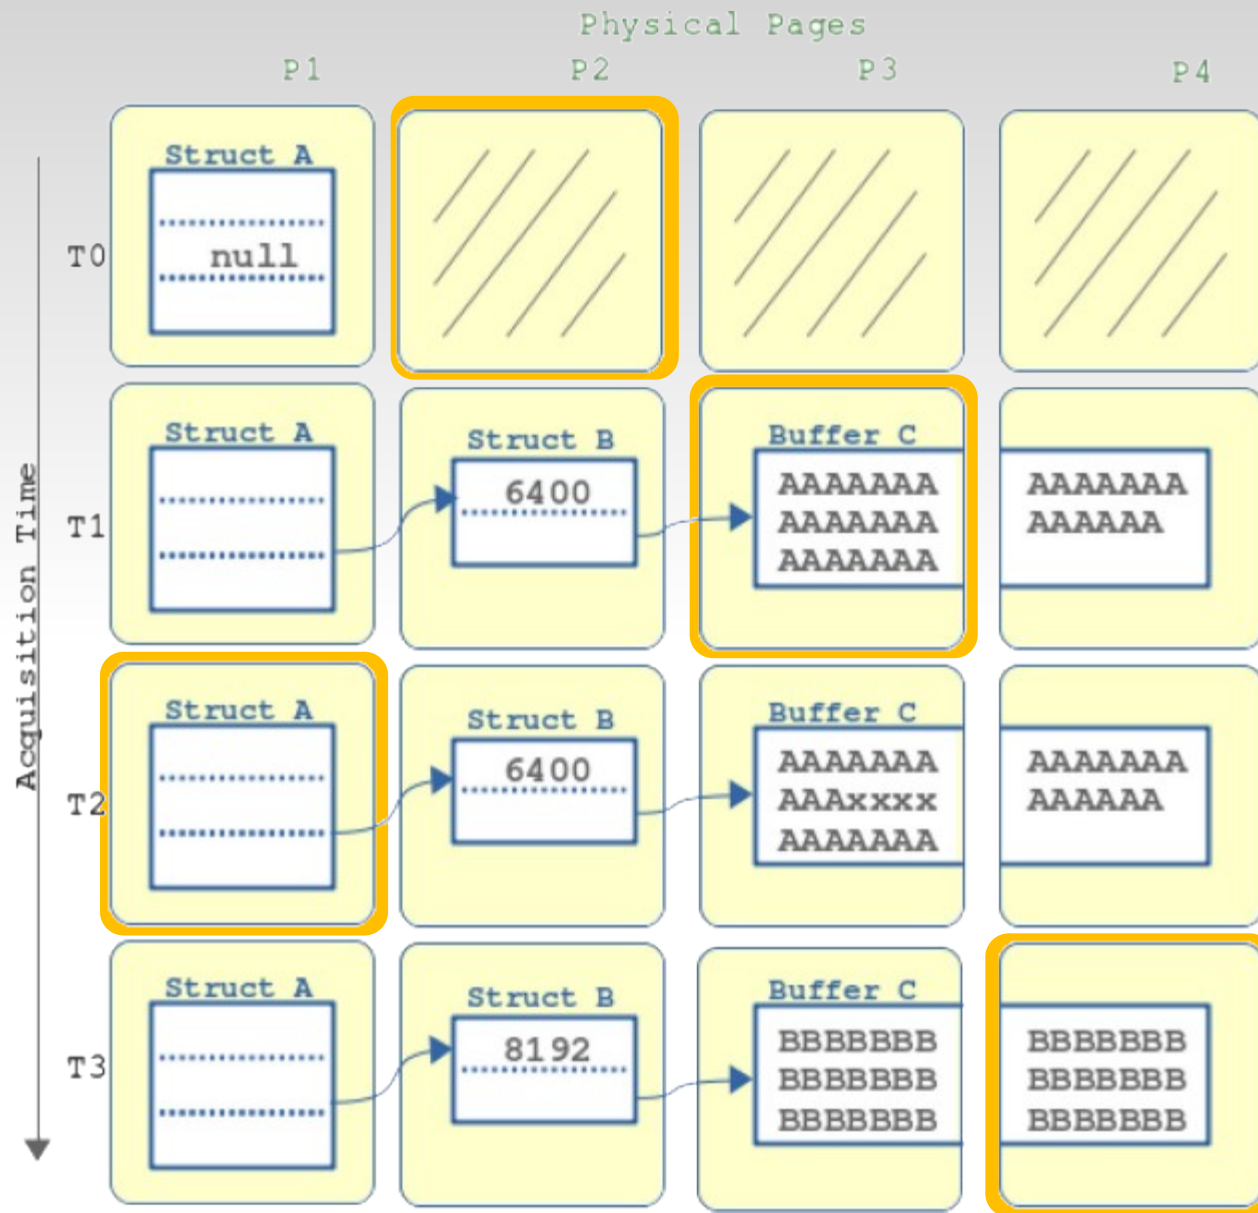 Physical Pages
P1 P2 P3 P4
Acquisition Time
T0
Struct A
null
T1
Struct A
Struct B
6400
Buffer C
AAAAAAA AAAAAAA
AAAAAAA AAAAAA
AAAAAAA
T2
Struct A
Struct B
6400
Buffer C
AAAAAAA AAAAAAA
AAAxxxx AAAAAA
AAAAAAA
T3
Struct A
Struct B
8192
Buffer C
BBBBBBB BBBBBBB
BBBBBBB BBBBBBB
BBBBBBB BBBBBBB